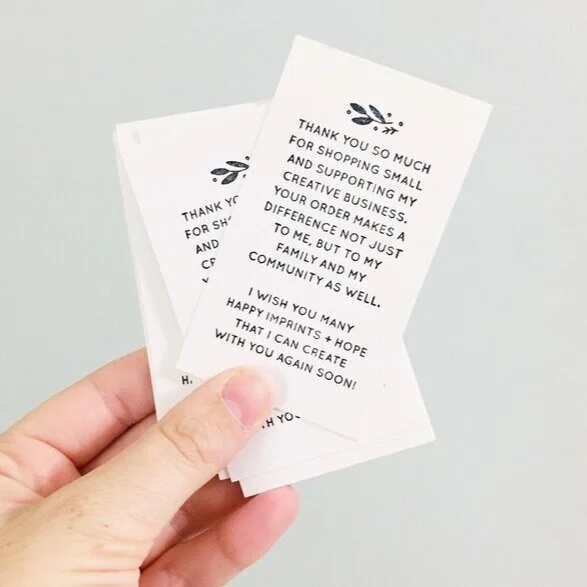 THANK YOU SO MUCH
FOR SHOPPING SMALL
AND SUPPORTING MY
CREATIVE BUSINESS.
YOUR ORDER MAKES A
DIFFERENCE NOT JUST
TO ME, BUT TO MY
FAMILY AND MY
COMMUNITY AS WELL.
I WISH YOU MANY
HAPPY IMPRINTS + HOPE
THAT I CAN CREATE
WITH YOU AGAIN SOON!
THANK
FOR
AND